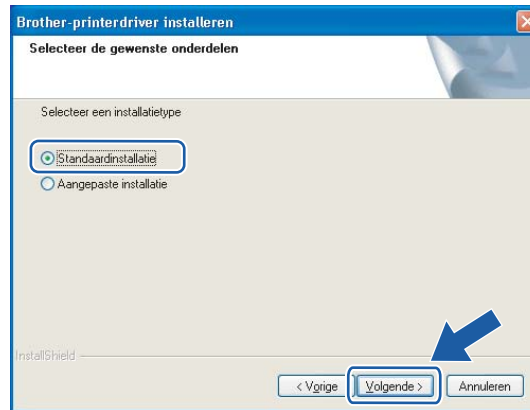 Brother-printerdriver installeren
Selecteer de gewenste onderdelen
Selecteer een installatietype
Standaardinstallatie
Aangepaste installatie
InstallShield
< Vorige Volgende > Annuleren